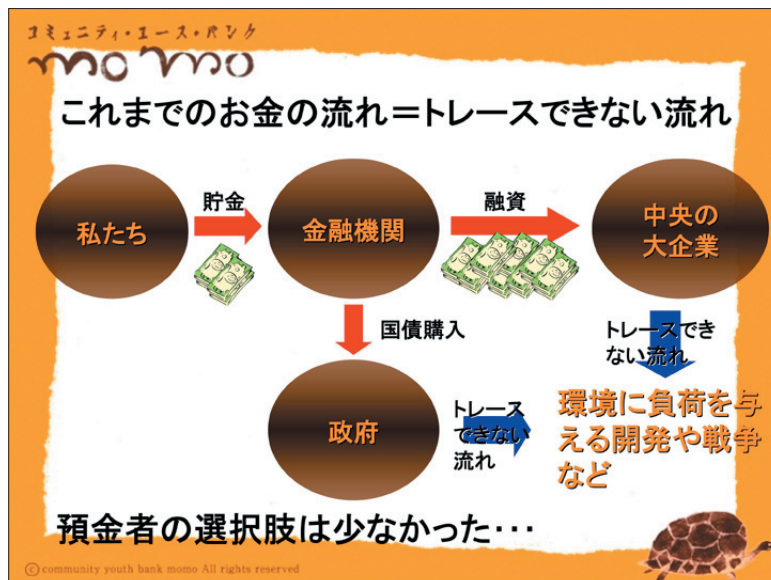 コミュニティ・ユース・バンク
momo
これまでのお金の流れ＝トレースできない流れ
私たち
貯金
金融機関
融資
中央の
大企業
国債購入
トレースでき
ない流れ
政府
トレース
できない
流れ
環境に負荷を与
える開発や戦争
など
預金者の選択肢は少なかった・・・
©community youth bank momo All rights reserved